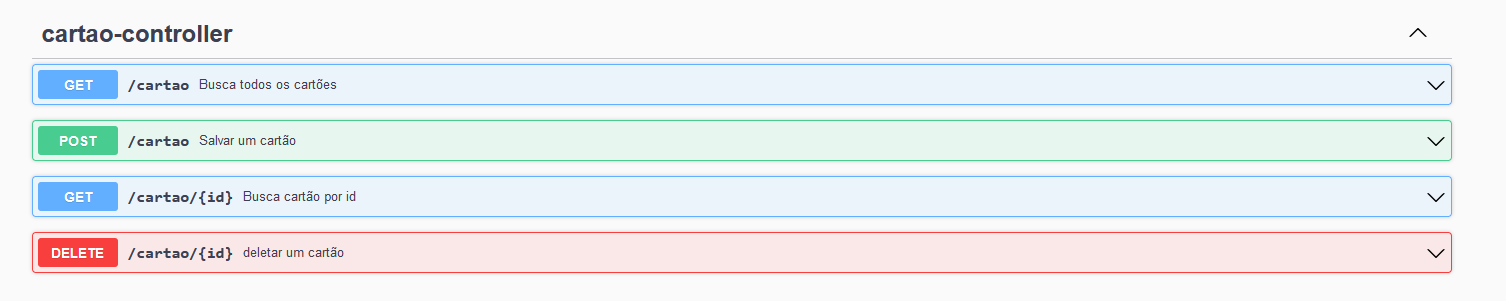 cartao-controller
GET /cartao Busca todos os cartões
POST /cartao Salvar um cartão
GET /cartao/{id} Busca cartão por id
DELETE /cartao/{id} deletar um cartão